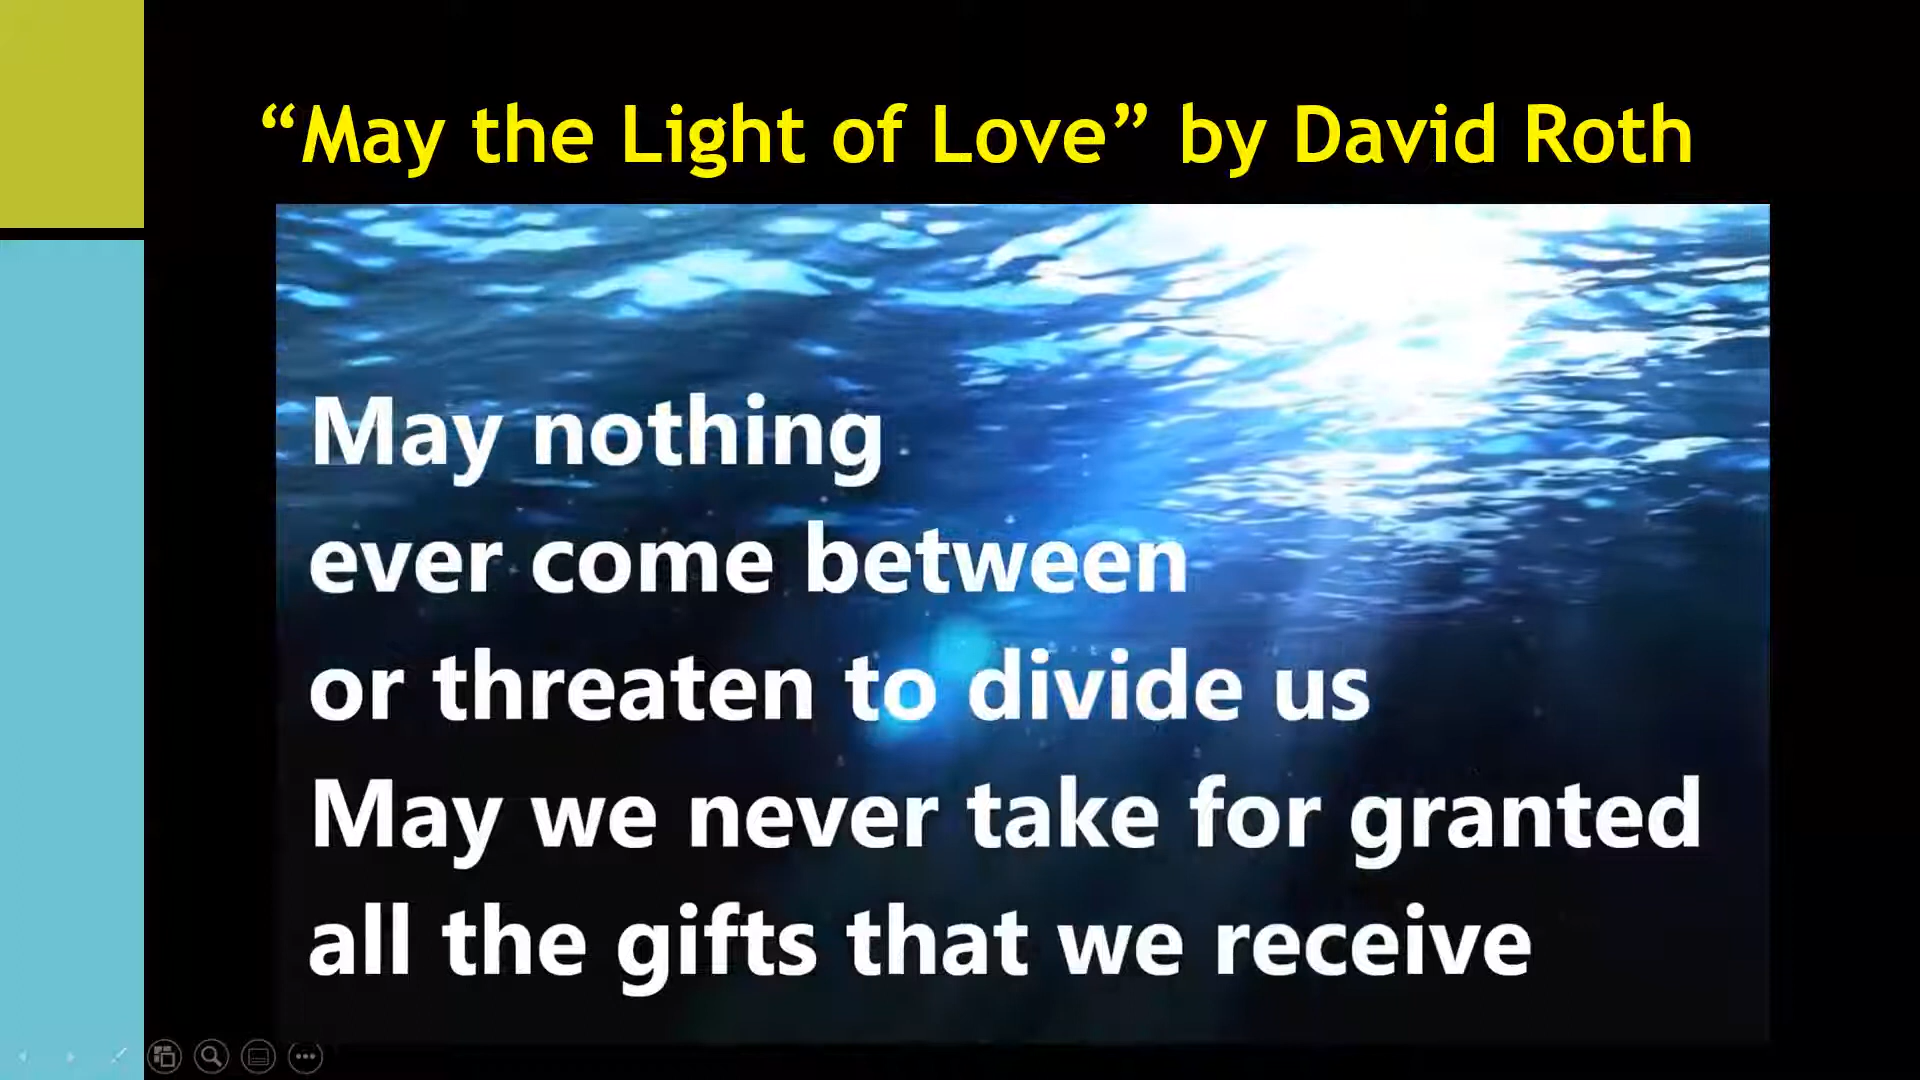 “May the Light of Love” by David Roth
May nothing
ever come between
or threaten to divide us
May we never take for granted
all the gifts that we receive